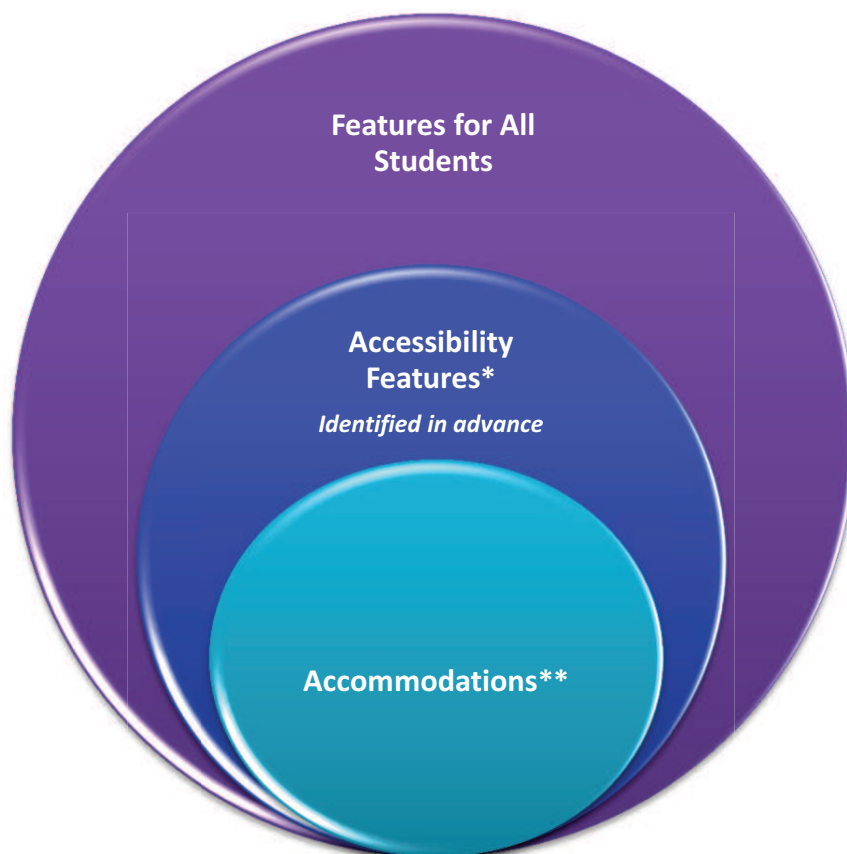 Features for All
Students
Accessibility
Features*
Identified in advance
Accommodations**